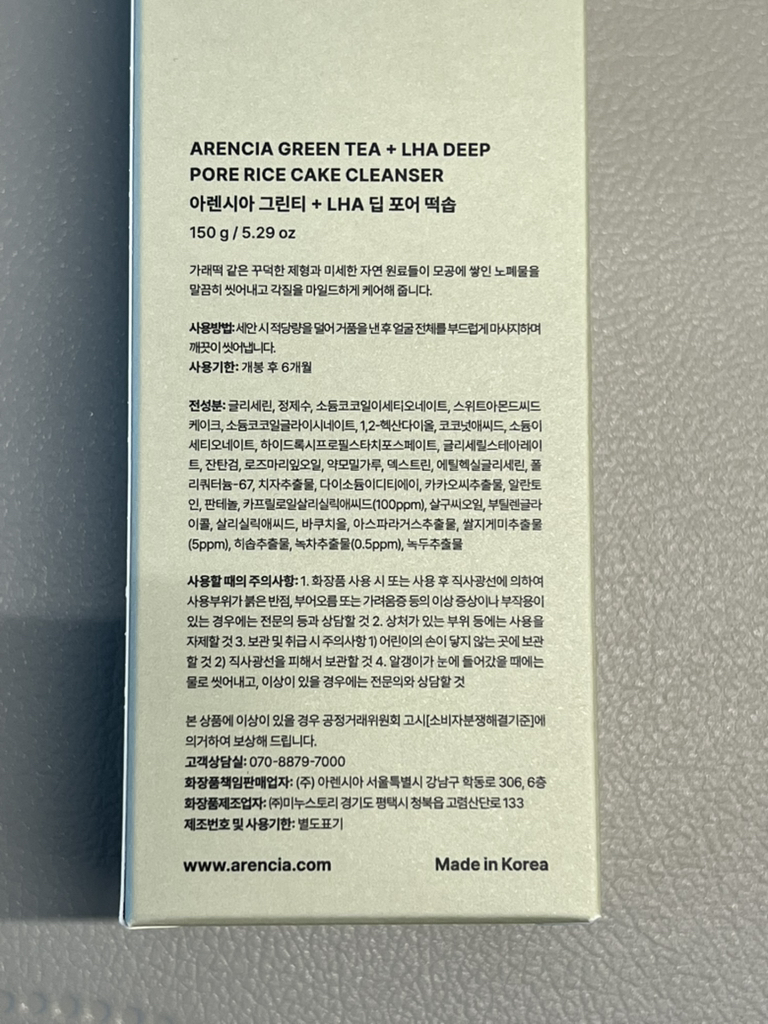 ARENCIA GREEN TEA + LHA DEEP
PORE RICE CAKE CLEANSER
아렌시아 그린티 + LHA 딥 포어 떡솝
150 g / 5.29 oz
가래떡 같은 꾸덕한 제형과 미세한 자연 원료들이 모공에 쌓인 노폐물을
말끔히 씻어내고 각질을 마일드하게 케어해 줍니다.
사용방법: 세안 시 적당량을 덜어 거품을 낸 후 얼굴 전체를 부드럽게 마사지하며
깨끗이 씻어냅니다.
사용기한: 개봉 후 6개월
전성분: 글리세린, 정제수, 소듐코코일이세티오네이트, 스위트아몬드씨드
케이크, 소듐코코일글라이시네이트, 1,2-헥산다이올, 코코넛애씨드, 소듐이
세티오네이트, 하이드록시프로필스타치포스페이트, 글리세릴스테아레이
트, 잔탄검, 로즈마리잎오일, 약모밀가루, 덱스트린, 에틸헥실글리세린, 폴
리쿼터늄-67, 치자추출물, 다이소듐이디티에이, 카카오씨추출물, 알란토
인, 판테놀, 카프릴로일살리실릭애씨드(100ppm), 살구씨오일, 부틸렌글라
이콜, 살리실릭애씨드, 바쿠치올, 아스파라거스추출물, 쌀지게미추출물
(5ppm), 히솝추출물, 녹차추출물(0.5ppm), 녹두추출물
사용할 때의 주의사항: 1. 화장품 사용 시 또는 사용 후 직사광선에 의하여
사용부위가 붉은 반점, 부어오름 또는 가려움증 등의 이상 증상이나 부작용이
있는 경우에는 전문의 등과 상담할 것 2. 상처가 있는 부위 등에는 사용을
자제할 것 3. 보관 및 취급 시 주의사항 1) 어린이의 손이 닿지 않는 곳에 보관
할 것 2) 직사광선을 피해서 보관할 것 4. 알갱이가 눈에 들어갔을 때에는
물로 씻어내고, 이상이 있을 경우에는 전문의와 상담할 것
본 상품에 이상이 있을 경우 공정거래위원회 고시[소비자분쟁해결기준]에
의거하여 보상해 드립니다.
고객상담실: 070-8879-7000
화장품책임판매업자: (주) 아렌시아 서울특별시 강남구 학동로 306, 6층
화장품제조업자: ㈜미누스토리 경기도 평택시 청북읍 고렴산단로 133
제조번호 및 사용기한: 별도표기
www.arencia.com Made in Korea